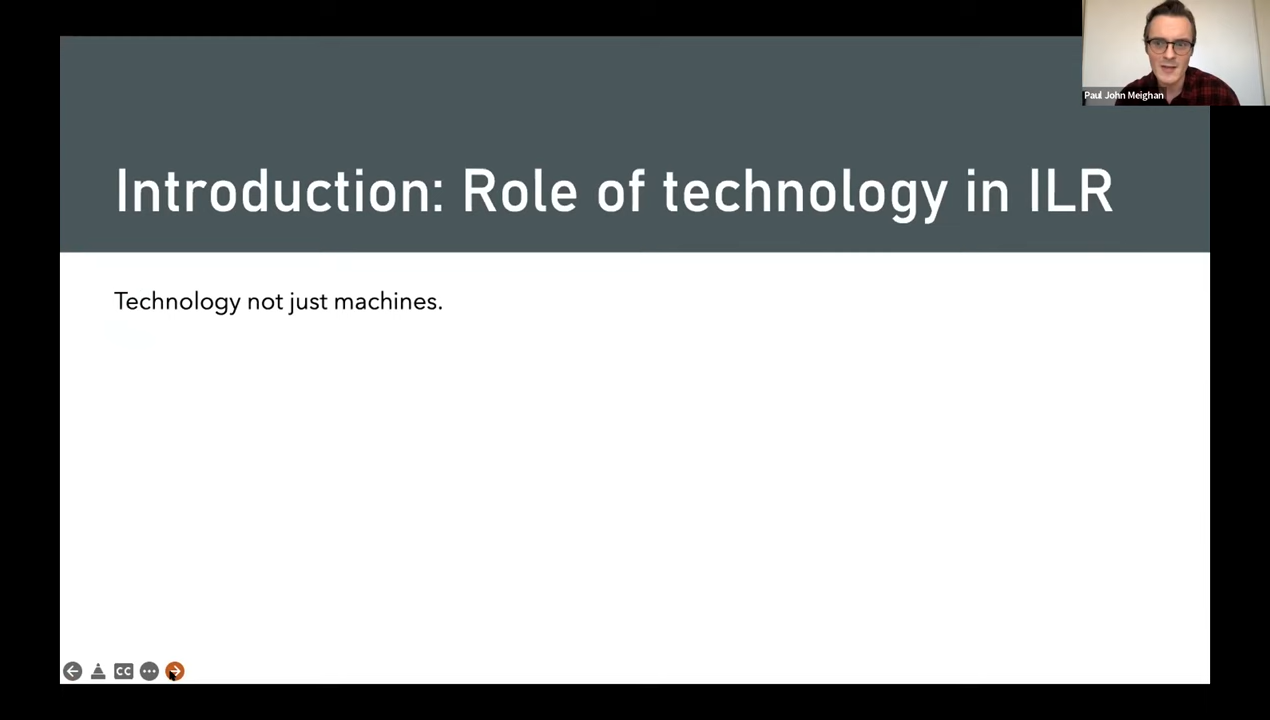 Paul John Meighan
Introduction: Role of technology in ILR
Technology not just machines.
CC